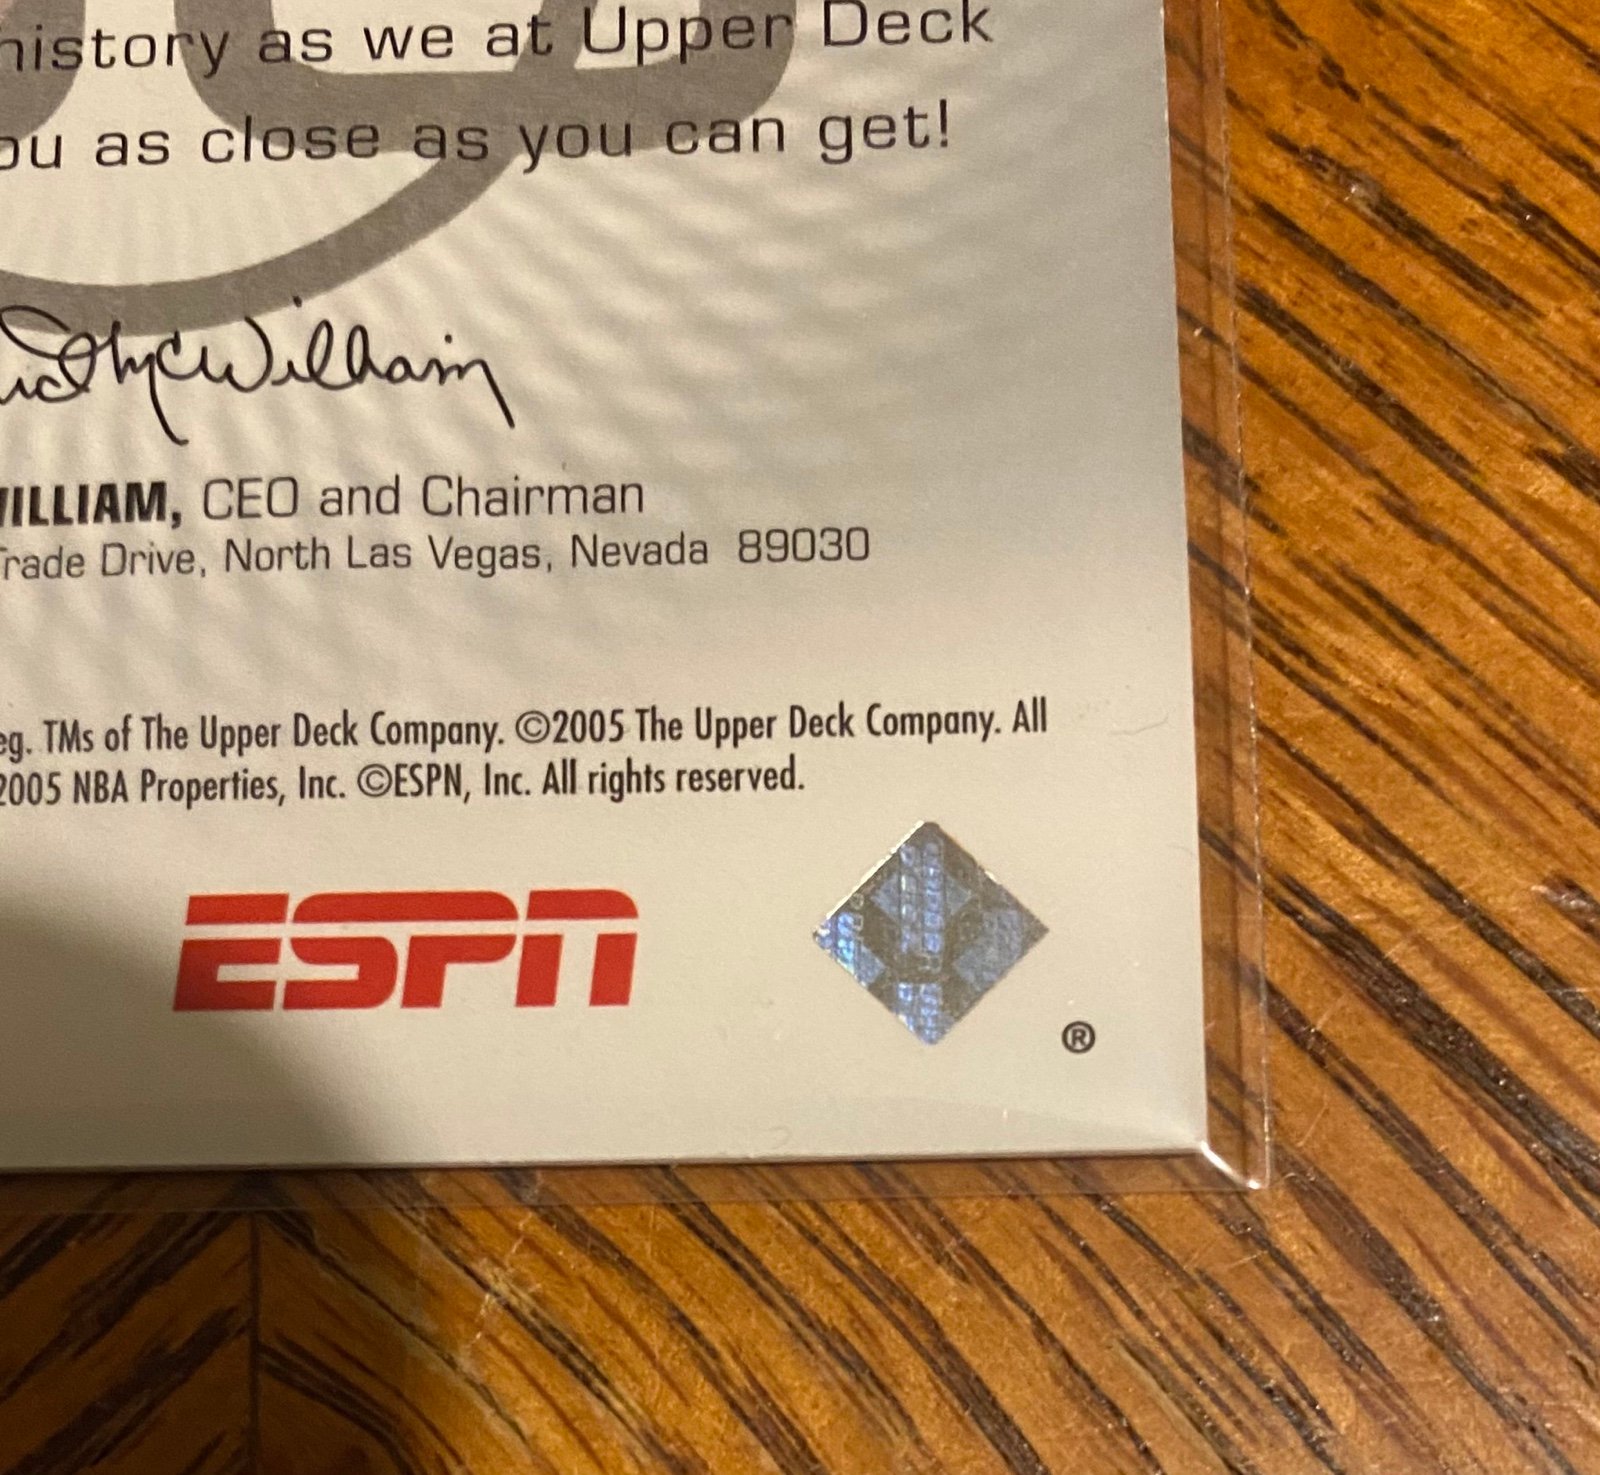 history as we at Upper Deck
ou as close as you can get!
WILLIAM, CEO and Chairman
Trade Drive, North Las Vegas, Nevada 89030
eg. TMs of The Upper Deck Company. ©2005 The Upper Deck Company. All
2005 NBA Properties, Inc. ©ESPN, Inc. All rights reserved.
ESPN
®